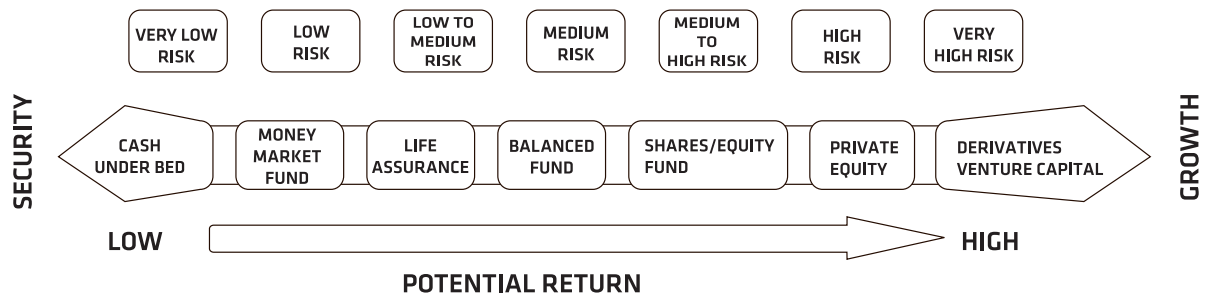 VERY LOW
RISK
LOW
RISK
LOW TO
MEDIUM
RISK
MEDIUM
RISK
MEDIUM
TO
HIGH RISK
HIGH
RISK
VERY
HIGH RISK
SECURITY
CASH
UNDER BED
MONEY
MARKET
FUND
LIFE
ASSURANCE
BALANCED
FUND
SHARES/EQUITY
FUND
PRIVATE
EQUITY
DERIVATIVES
VENTURE CAPITAL
GROWTH
LOW
HIGH
POTENTIAL RETURN